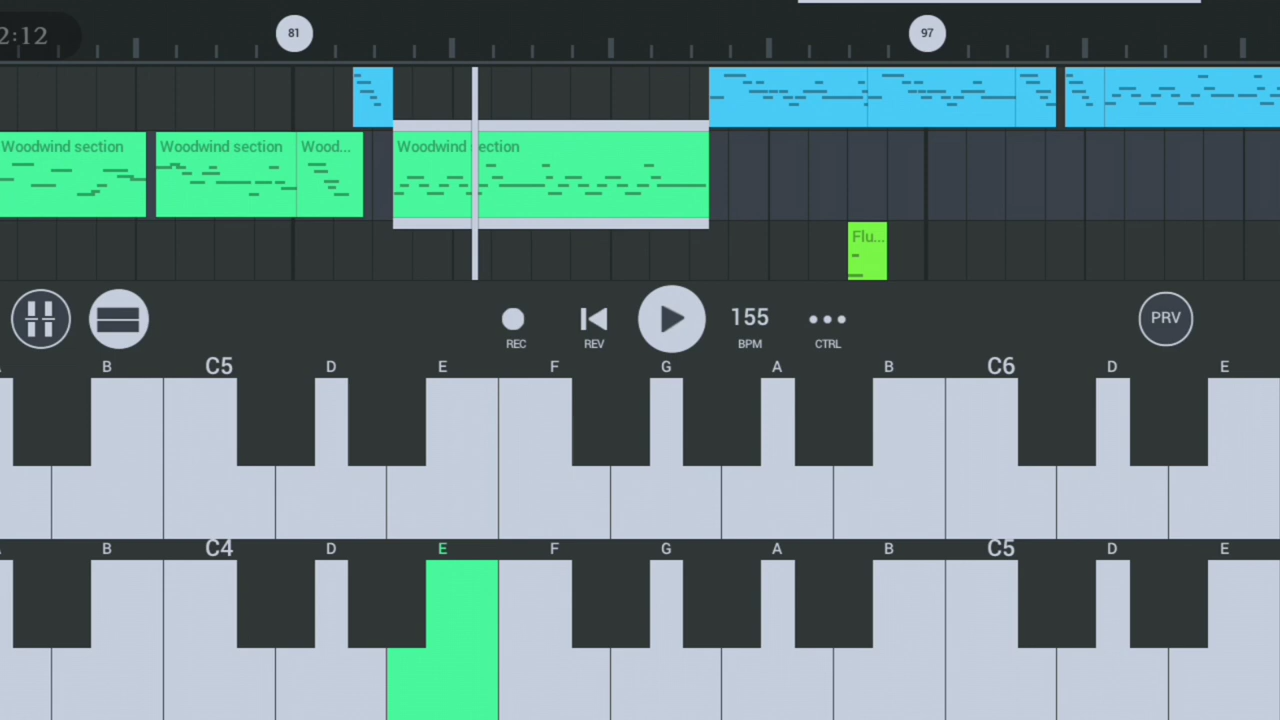 2:12
81
97
Woodwind section
Woodwind section
Wood...
Woodwind section
Flu...
REC
REV
155
BPM
CTRL
PRV
B C5 D E F G A B C6 D E
B C4 D E F G A B C5 D E